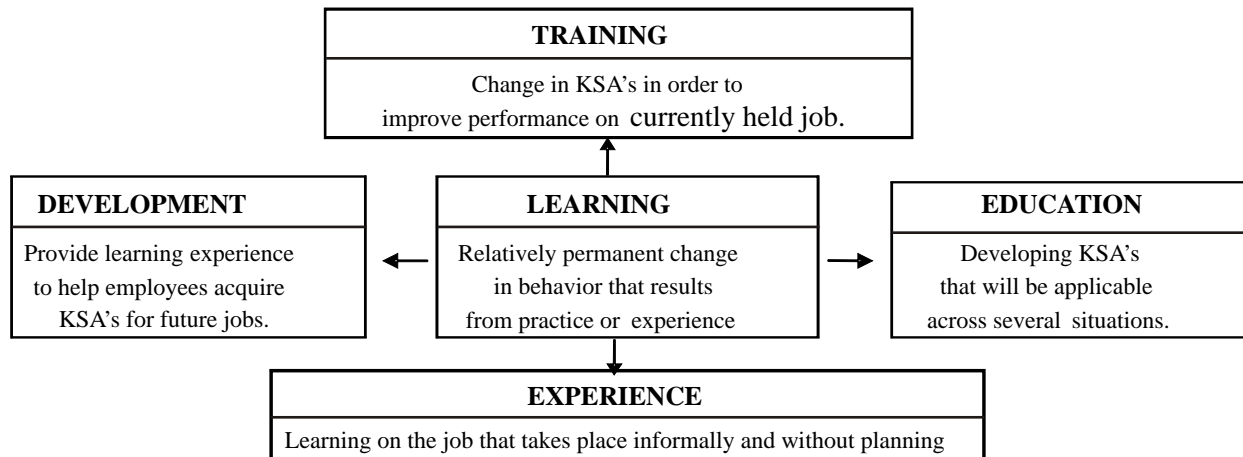 TRAINING
Change in KSA's in order to
improve performance on currently held job.
DEVELOPMENT
Provide learning experience
to help employees acquire
KSA's for future jobs.
LEARNING
Relatively permanent change
in behavior that results
from practice or experience
EDUCATION
Developing KSA's
that will be applicable
across several situations.
EXPERIENCE
Learning on the job that takes place informally and without planning